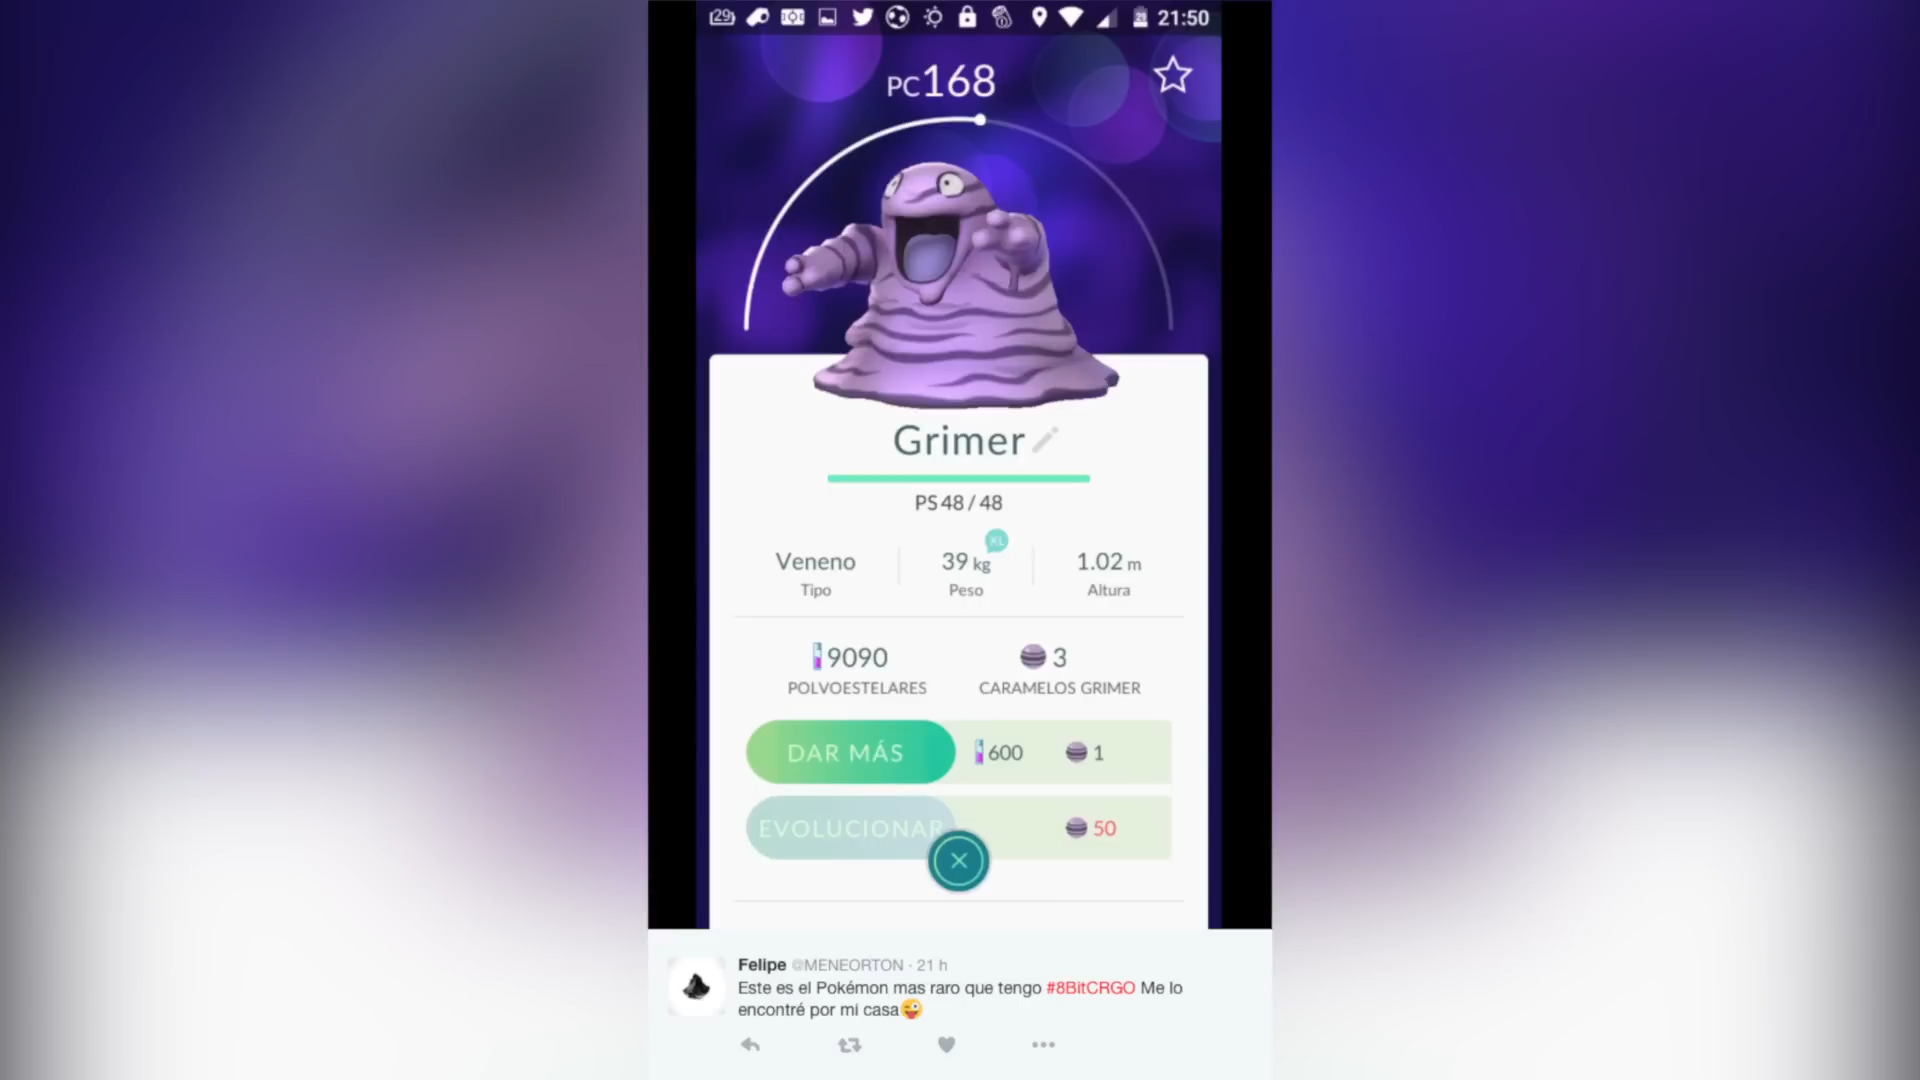 29 29 21:50
PC168
Grimer
PS 48 / 48
XL
Veneno 39 kg 1.02 m
Tipo Peso Altura
9090 3
POLVOESTELARES CARAMELOS GRIMER
DAR MÁS 600 1
EVOLUCIONAR 50
Felipe @MENEORTON · 21 h
Este es el Pokémon mas raro que tengo #8BitCRGO Me lo
encontré por mi casa😜